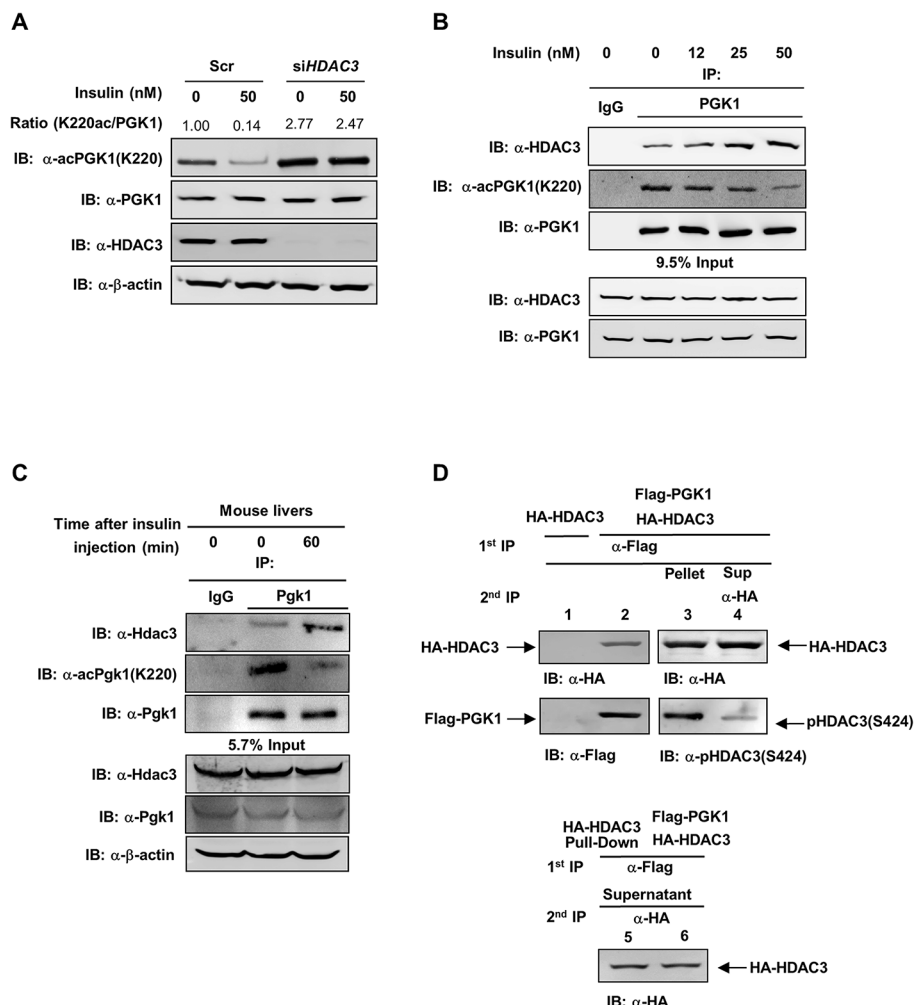 A
Scr
siHDAC3
Insulin (nM)
0
50
0
50
Ratio (K220ac/PGK1)
1.00
0.14
2.77
2.47
IB: α-acPGK1(K220)
IB: α-PGK1
IB: α-HDAC3
IB: α-β-actin
B
Insulin (nM)
0
0
12
25
50
IP:
IgG
PGK1
IB: α-HDAC3
IB: α-acPGK1(K220)
IB: α-PGK1
9.5% Input
IB: α-HDAC3
IB: α-PGK1
C
Mouse livers
Time after insulin
injection (min)
0
0
60
IP:
IgG
Pgk1
IB: α-Hdac3
IB: α-acPgk1(K220)
IB: α-Pgk1
5.7% Input
IB: α-Hdac3
IB: α-Pgk1
IB: α-β-actin
D
Flag-PGK1
HA-HDAC3
HA-HDAC3
1st IP
α-Flag
Pellet
Sup
2nd IP
α-HA
1
2
3
4
HA-HDAC3
HA-HDAC3
IB: α-HA
IB: α-HA
Flag-PGK1
pHDAC3(S424)
IB: α-Flag
IB: α-pHDAC3(S424)
HA-HDAC3
Pull-Down
Flag-PGK1
HA-HDAC3
1st IP
α-Flag
Supernatant
2nd IP
α-HA
5
6
HA-HDAC3
IB: α-HA